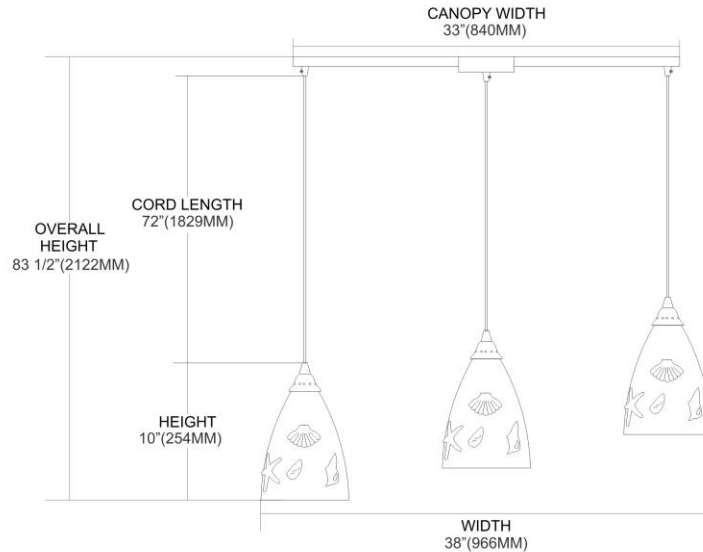 CANOPY WIDTH
33”(840MM)
CORD LENGTH
72”(1829MM)
OVERALL
HEIGHT
83 1/2”(2122MM)
HEIGHT
10”(254MM)
WIDTH
38”(966MM)